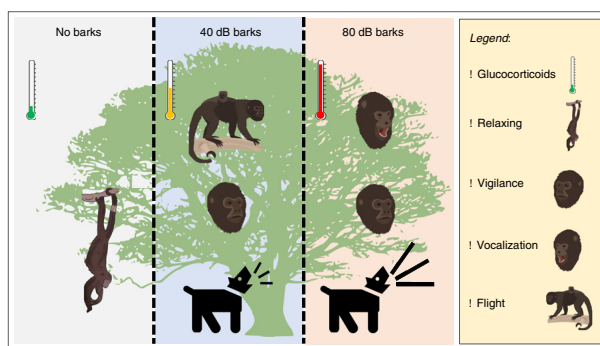 No barks
40 dB barks
80 dB barks
Legend:
! Glucocorticoids
! Relaxing
! Vigilance
! Vocalization
! Flight